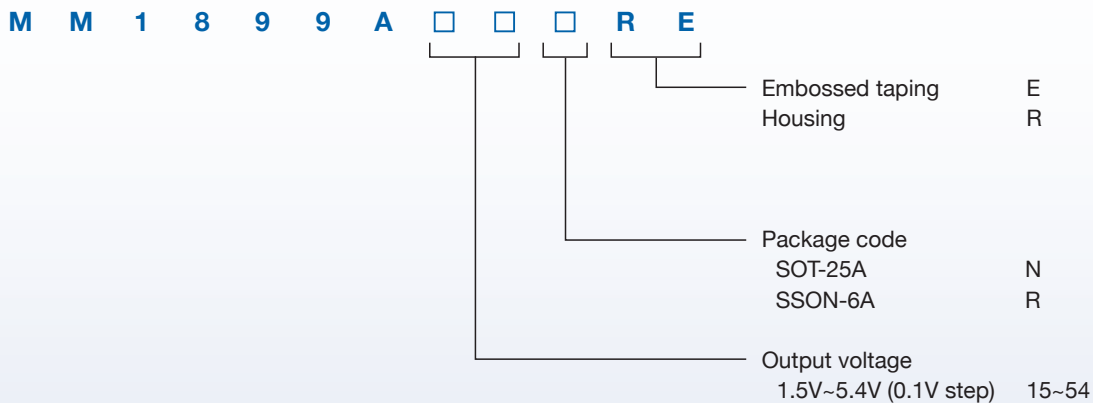 M M 1 8 9 9 A □ □ □ R E
Embossed taping E
Housing R
Package code
SOT-25A N
SSON-6A R
Output voltage
1.5V~5.4V (0.1V step) 15~54